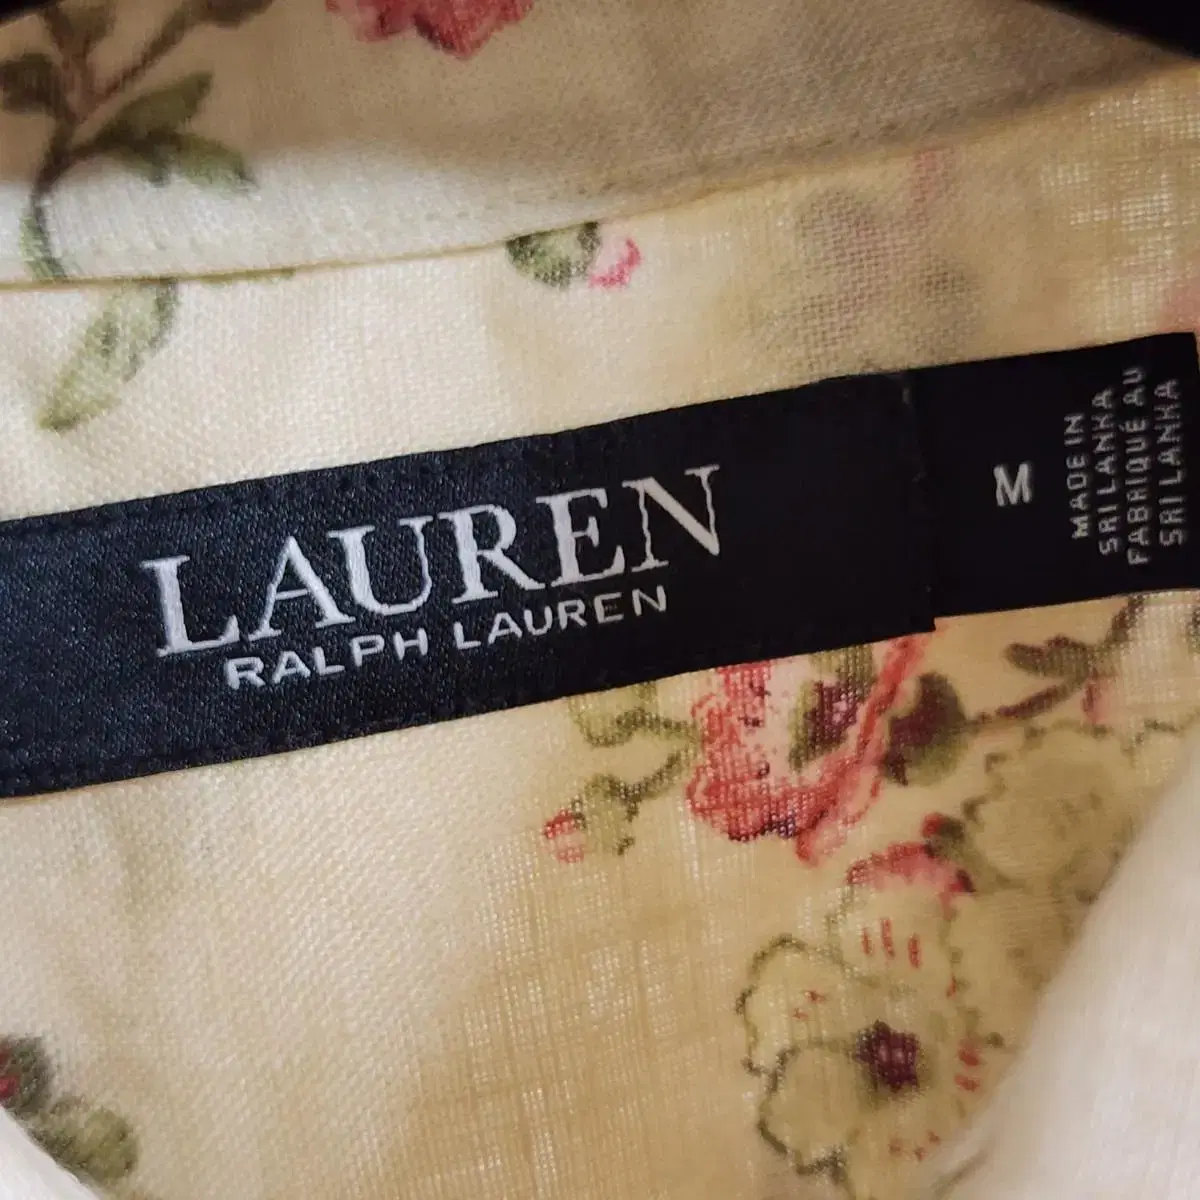 LAUREN
RALPH LAUREN
M
MADE IN
SRI LANKA
FABRIQUÉ AU
SRI LANKA